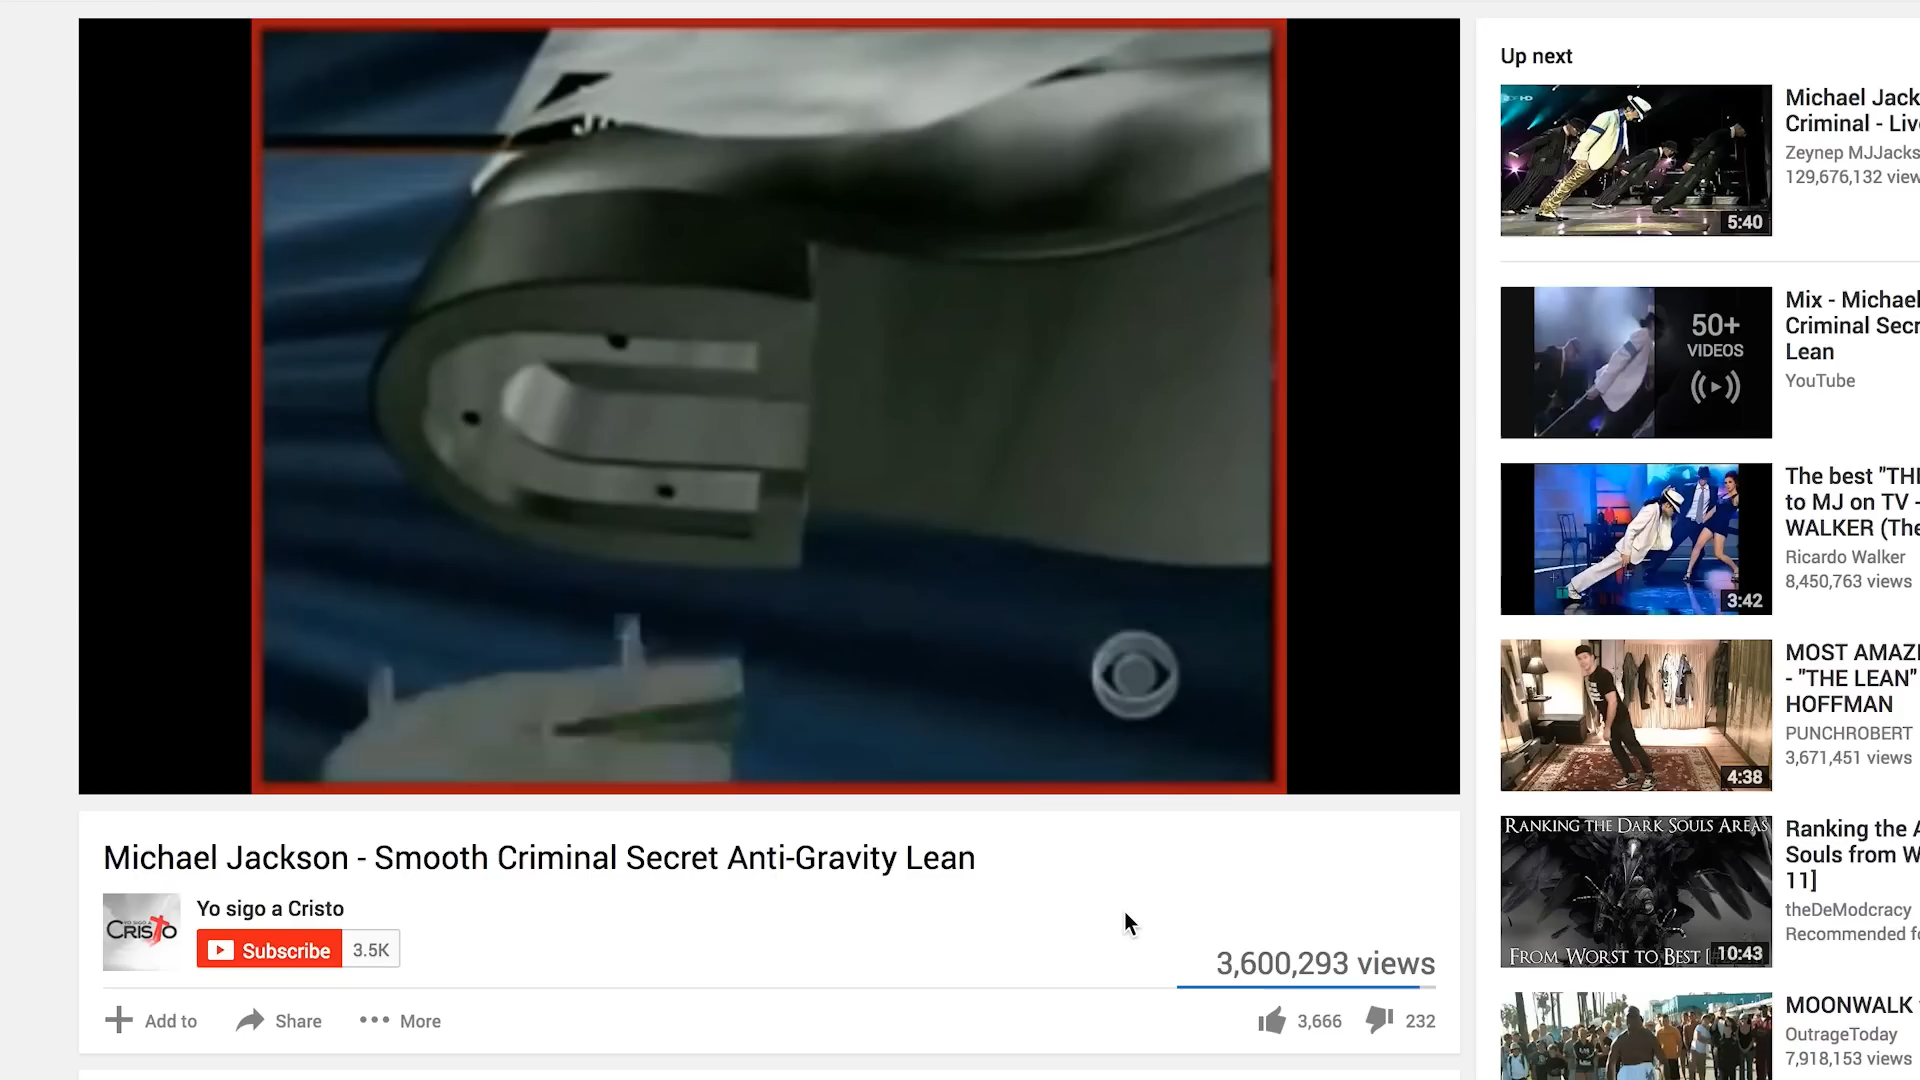 Up next
Michael Jack
Criminal - Liv
Zeynep MJJacks
129,676,132 view
5:40
50+
VIDEOS
Mix - Michael
Criminal Secr
Lean
YouTube
The best "THE
to MJ on TV -
WALKER (The
Ricardo Walker
8,450,763 views
3:42
MOST AMAZI
- "THE LEAN"
HOFFMAN
PUNCHROBERT
3,671,451 views
4:38
RANKING THE DARK SOULS AREAS
FROM WORST TO BEST [
10:43
Ranking the A
Souls from W
11]
theDeModcracy
Recommended fo
MOONWALK
OutrageToday
7,918,153 views
Michael Jackson - Smooth Criminal Secret Anti-Gravity Lean
YO SIGO A
CRISTO
Yo sigo a Cristo
Subscribe
3.5K
3,600,293 views
Add to
Share
More
3,666
232